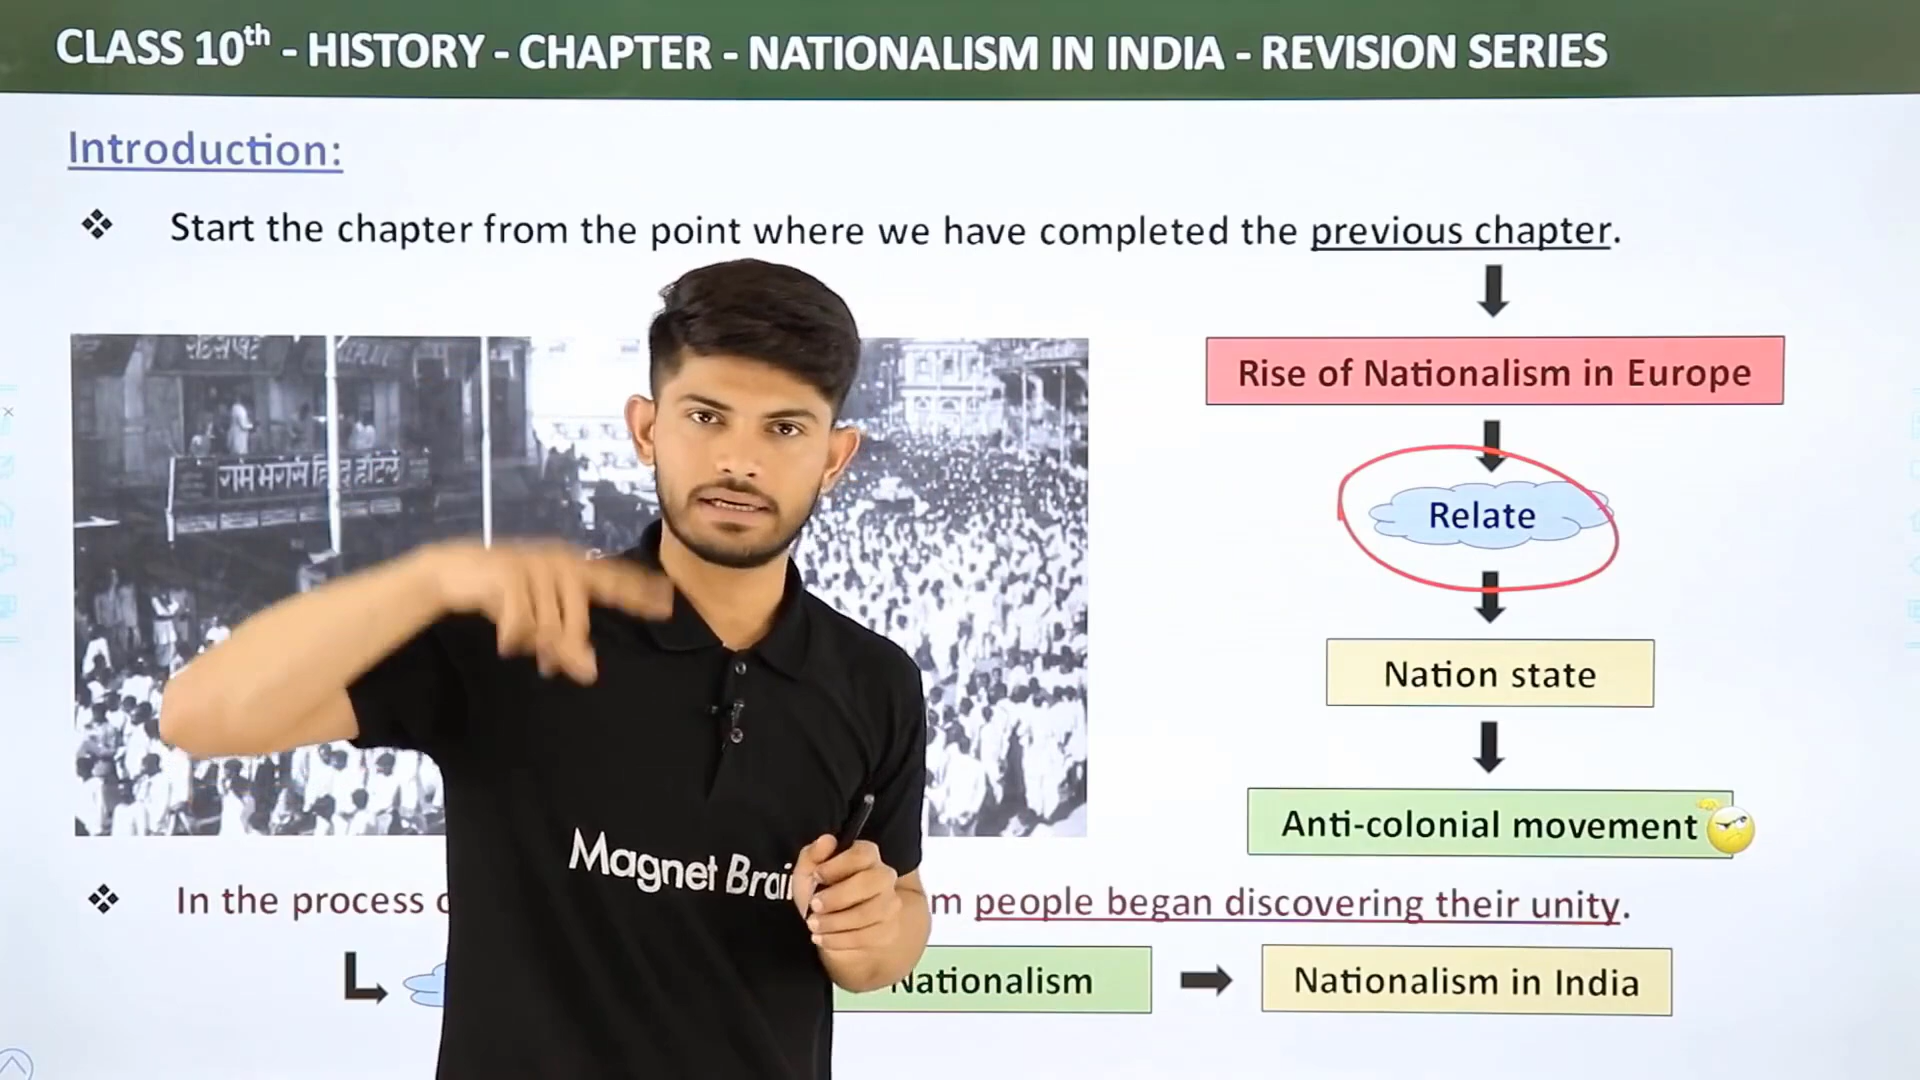 CLASS 10th - HISTORY - CHAPTER - NATIONALISM IN INDIA - REVISION SERIES
Introduction:
❖ Start the chapter from the point where we have completed the previous chapter.
Rise of Nationalism in Europe
Relate
Nation state
Anti-colonial movement
राम भरोस हिन्द हॉटेल
Magnet Brai
❖ In the process
people began discovering their unity.
Nationalism
Nationalism in India